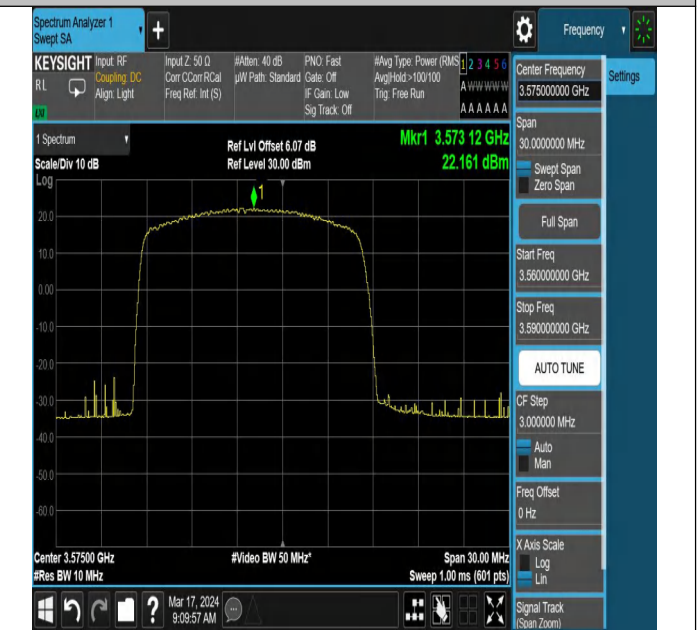 Spectrum Analyzer 1
Swept SA
+
Frequency
KEYSIGHT
RL
Input: RF
Coupling: DC
Align: Light
Input Z: 50 Ω
Corr CCorr RCal
Freq Ref: Int (S)
#Atten: 40 dB
µW Path: Standard
PNO: Fast
Gate: Off
IF Gain: Low
Sig Track: Off
#Avg Type: Power (RMS
Avg|Hold:>100/100
Trig: Free Run
1 2 3 4 5 6
A W W W W W
A A A A A A
1 Spectrum
Scale/Div 10 dB
Log
Ref Lvl Offset 6.07 dB
Ref Level 30.00 dBm
Mkr1 3.573 12 GHz
22.161 dBm
1
20.0
10.0
0.00
-10.0
-20.0
-30.0
-40.0
-50.0
-60.0
Center 3.57500 GHz
#Res BW 10 MHz
#Video BW 50 MHz*
Span 30.00 MHz
Sweep 1.00 ms (601 pts)
?
Mar 17, 2024
9:09:57 AM
Center Frequency
3.575000000 GHz
Settings
Span
30.0000000 MHz
Swept Span
Zero Span
Full Span
Start Freq
3.560000000 GHz
Stop Freq
3.590000000 GHz
AUTO TUNE
CF Step
3.000000 MHz
Auto
Man
Freq Offset
0 Hz
X Axis Scale
Log
Lin
Signal Track
(Span Zoom)